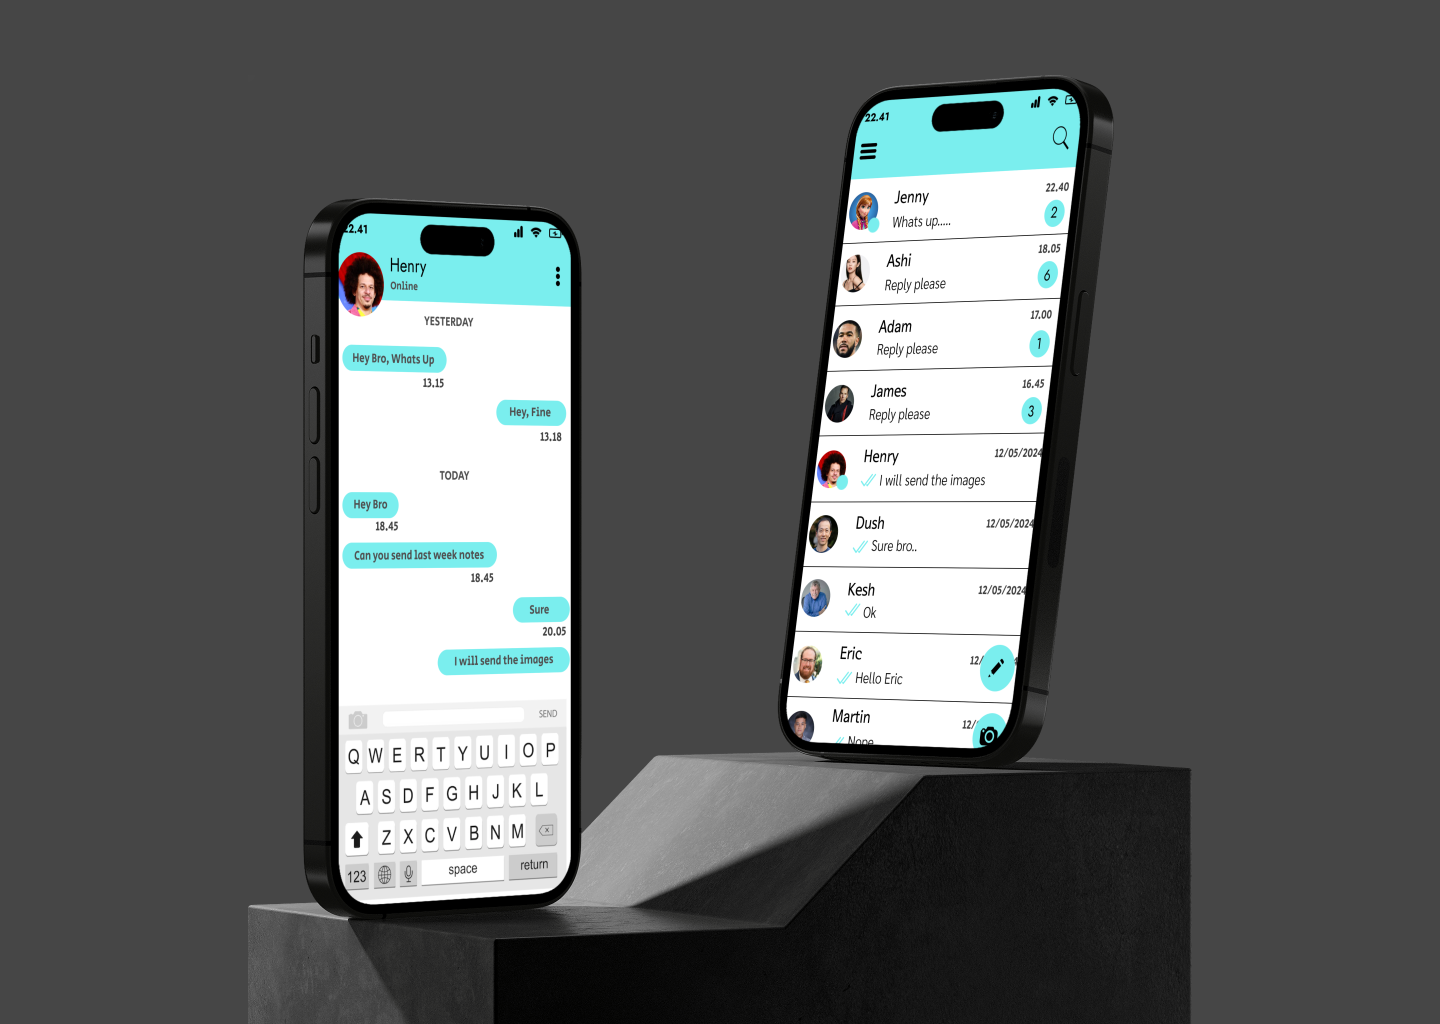 22.41
Henry
Online
YESTERDAY
Hey Bro, Whats Up
13.15
Hey, Fine
13.18
TODAY
Hey Bro
18.45
Can you send last week notes
18.45
Sure
20.05
I will send the images
SEND
Q W E R T Y U I O P
A S D F G H J K L
Z X C V B N M
123 space return
22.41
Jenny 22.40
Whats up..... 2
Ashi 18.05
Reply please 6
Adam 17.00
Reply please 1
James 16.45
Reply please 3
Henry 12/05/2024
I will send the images
Dush 12/05/2024
Sure bro..
Kesh 12/05/2024
Ok
Eric 12/
Hello Eric
Martin 12/
Nope